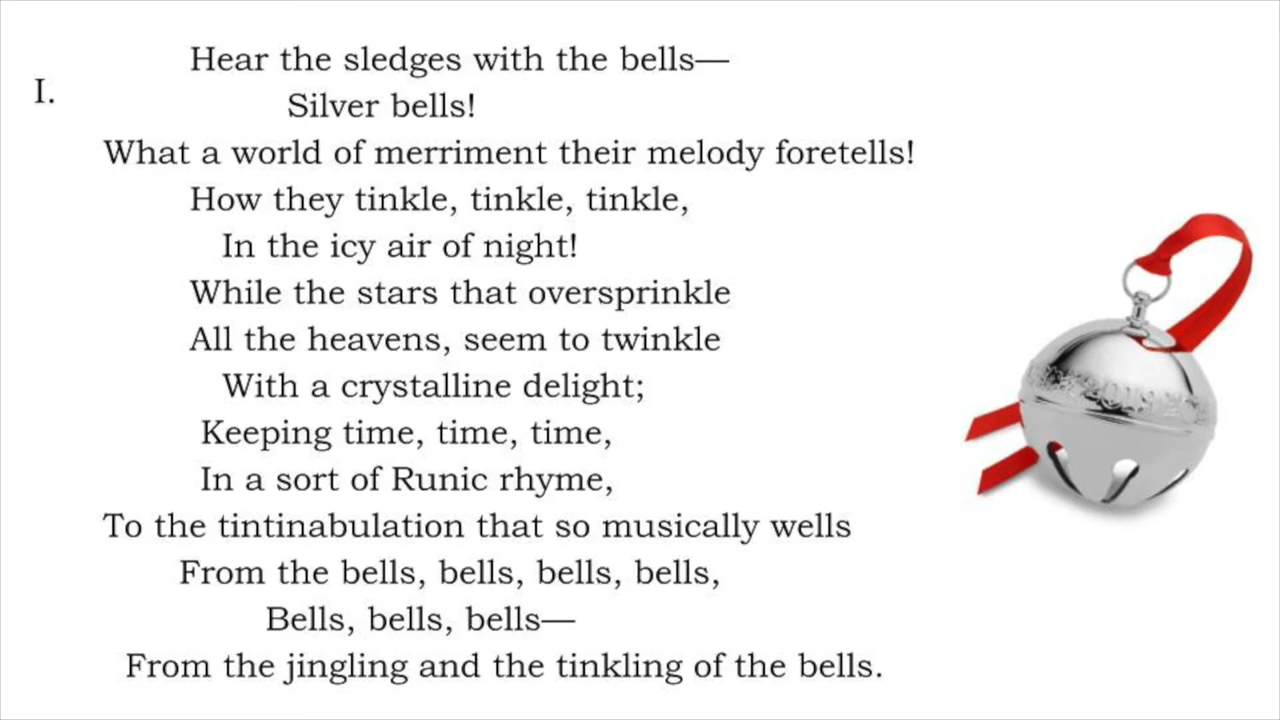 I.
Hear the sledges with the bells—
Silver bells!
What a world of merriment their melody foretells!
How they tinkle, tinkle, tinkle,
In the icy air of night!
While the stars that oversprinkle
All the heavens, seem to twinkle
With a crystalline delight;
Keeping time, time, time,
In a sort of Runic rhyme,
To the tintinabulation that so musically wells
From the bells, bells, bells, bells,
Bells, bells, bells—
From the jingling and the tinkling of the bells.